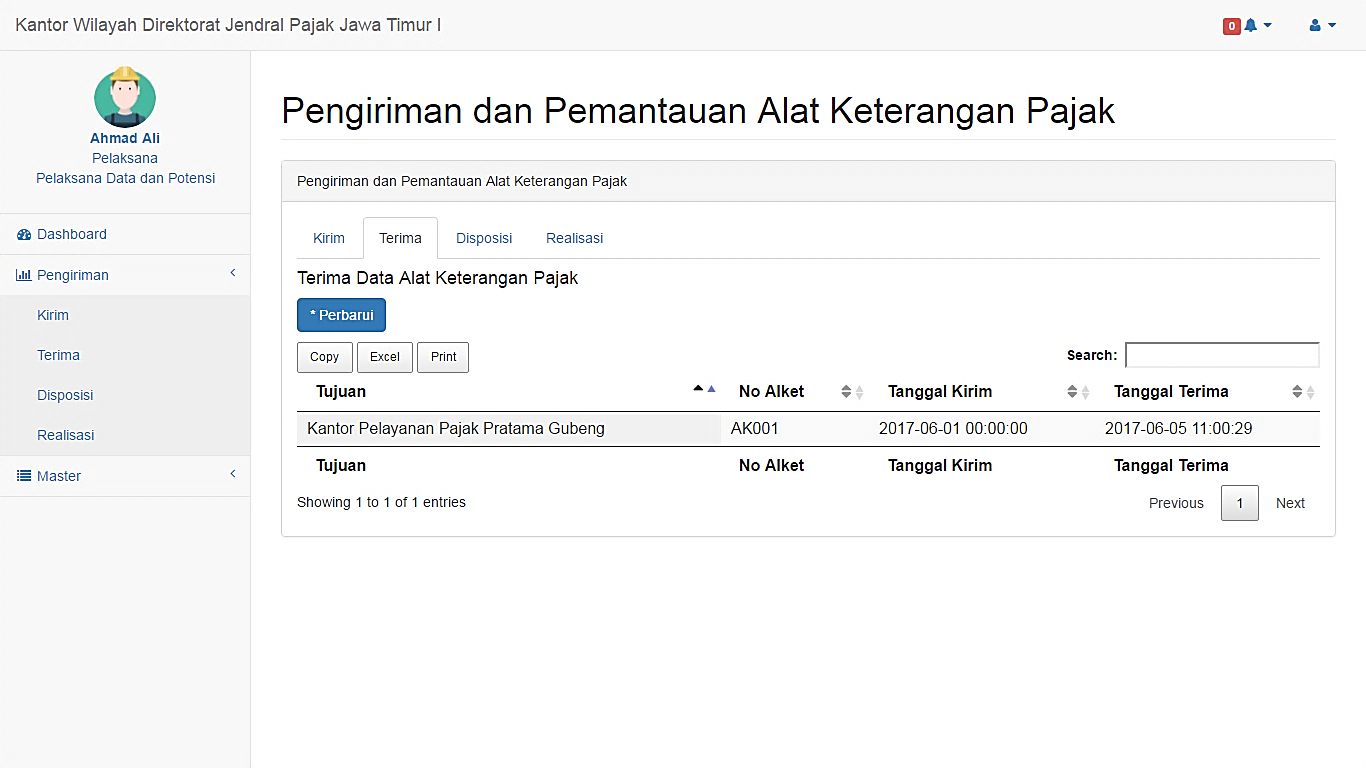 Kantor Wilayah Direktorat Jendral Pajak Jawa Timur I
0
Ahmad Ali
Pelaksana
Pelaksana Data dan Potensi
Dashboard
Pengiriman
Kirim
Terima
Disposisi
Realisasi
Master
Pengiriman dan Pemantauan Alat Keterangan Pajak
Pengiriman dan Pemantauan Alat Keterangan Pajak
Kirim Terima Disposisi Realisasi
Terima Data Alat Keterangan Pajak
* Perbarui
Copy Excel Print Search:
Tujuan No Alket Tanggal Kirim Tanggal Terima
Kantor Pelayanan Pajak Pratama Gubeng AK001 2017-06-01 00:00:00 2017-06-05 11:00:29
Tujuan No Alket Tanggal Kirim Tanggal Terima
Showing 1 to 1 of 1 entries Previous 1 Next